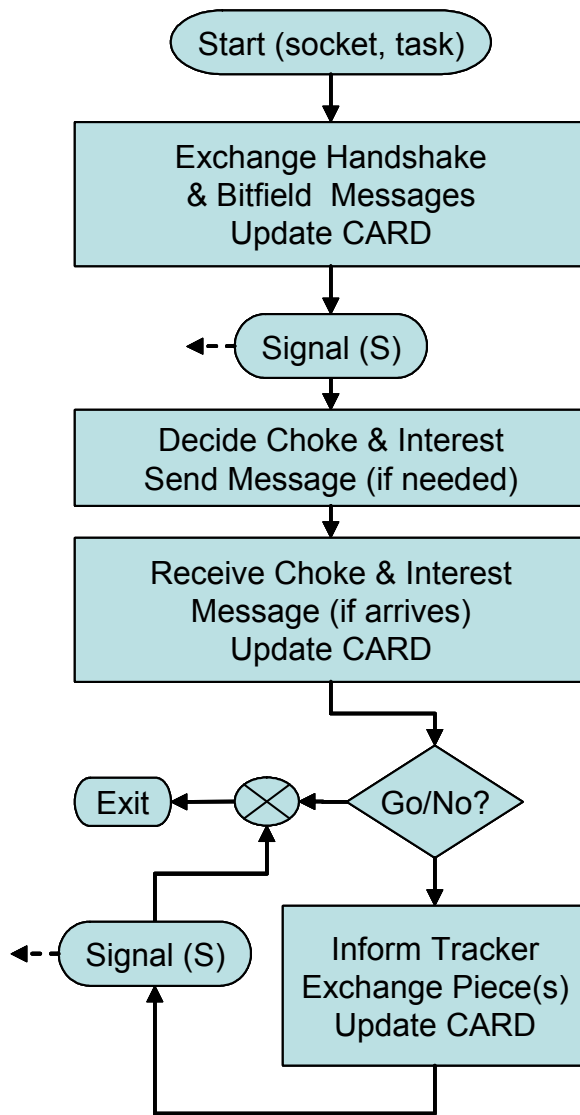 Start (socket, task)
Exchange Handshake
& Bitfield Messages
Update CARD
Signal (S)
Decide Choke & Interest
Send Message (if needed)
Receive Choke & Interest
Message (if arrives)
Update CARD
Go/No?
Exit
Signal (S)
Inform Tracker
Exchange Piece(s)
Update CARD